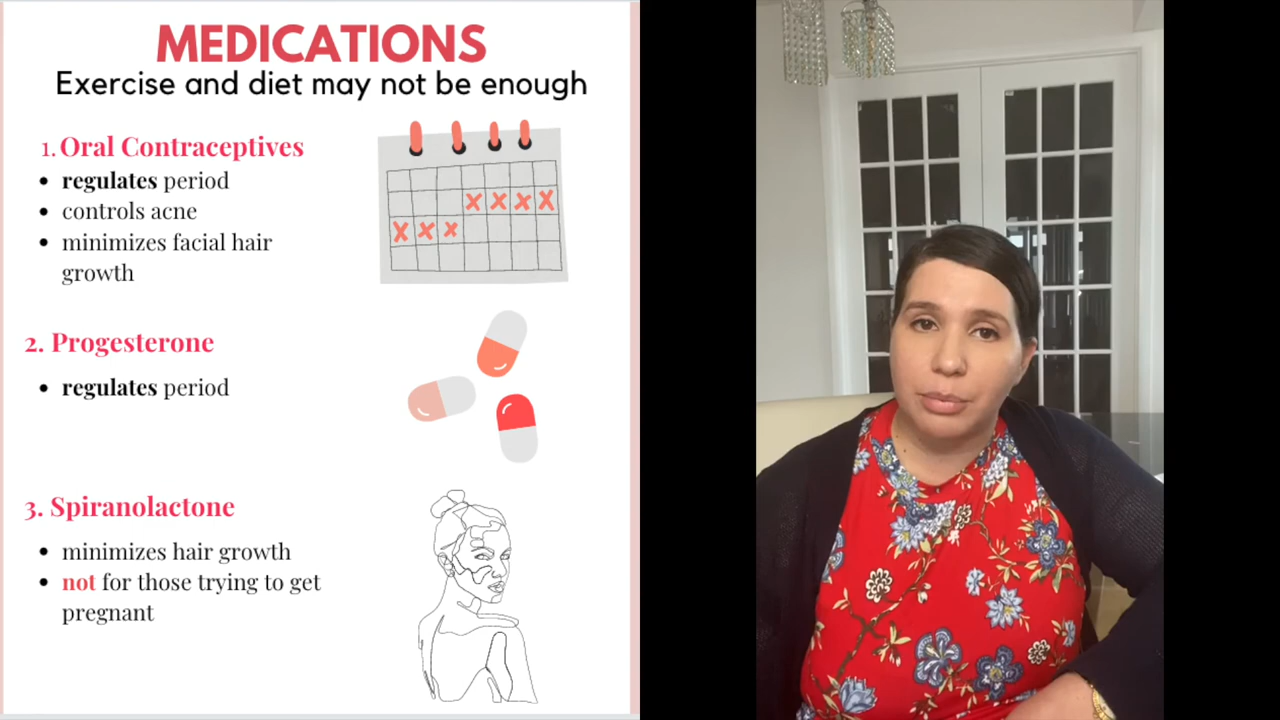 MEDICATIONS
Exercise and diet may not be enough
1. Oral Contraceptives
• regulates period
• controls acne
• minimizes facial hair
growth
2. Progesterone
• regulates period
3. Spiranolactone
• minimizes hair growth
• not for those trying to get
pregnant